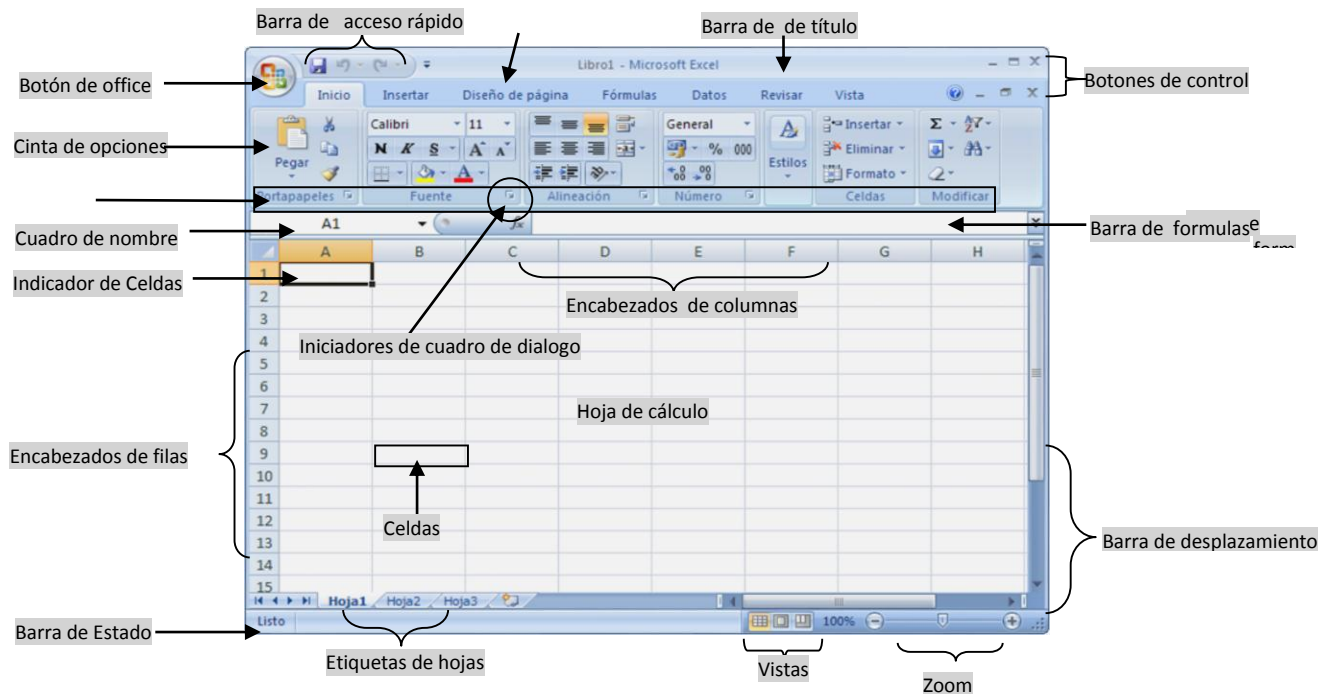 Barra de acceso rápido
Barra de de título
Libro1 - Microsoft Excel
Botón de office
Botones de control
Inicio Insertar Diseño de página Fórmulas Datos Revisar Vista
Calibri 11 General Insertar Σ
Cinta de opciones
N K S A A % 000 Eliminar
Pegar Estilos
A Formato
Portapapeles Fuente Alineación Número Celdas Modificar
A1 fx
Barra de formulas e
form
Cuadro de nombre
A B C D E F G H
Indicador de Celdas
1
2
Encabezados de columnas
3
4
Iniciadores de cuadro de dialogo
5
6
7
Hoja de cálculo
8
9
Encabezados de filas
10
11
12
Celdas
13
Barra de desplazamiento
14
15
Hoja1 Hoja2 Hoja3
Listo 100%
Barra de Estado
Etiquetas de hojas
Vistas
Zoom